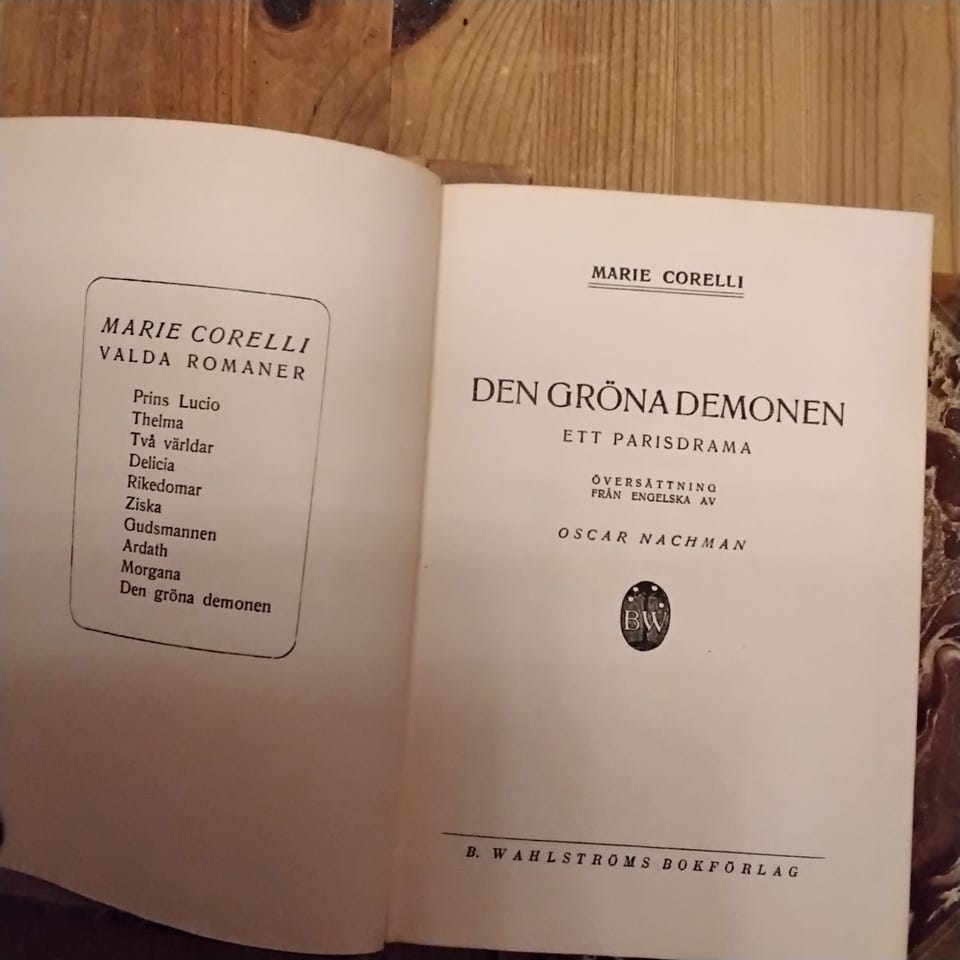 MARIE CORELLI
VALDA ROMANER
Prins Lucio
Thelma
Två världar
Delicia
Rikedomar
Ziska
Gudsmannen
Ardath
Morgana
Den gröna demonen
MARIE CORELLI
DEN GRÖNA DEMONEN
ETT PARISDRAMA
ÖVERSÄTTNING
FRÅN ENGELSKA AV
OSCAR NACHMAN
BW
B. WAHLSTRÖMS BOKFÖRLAG